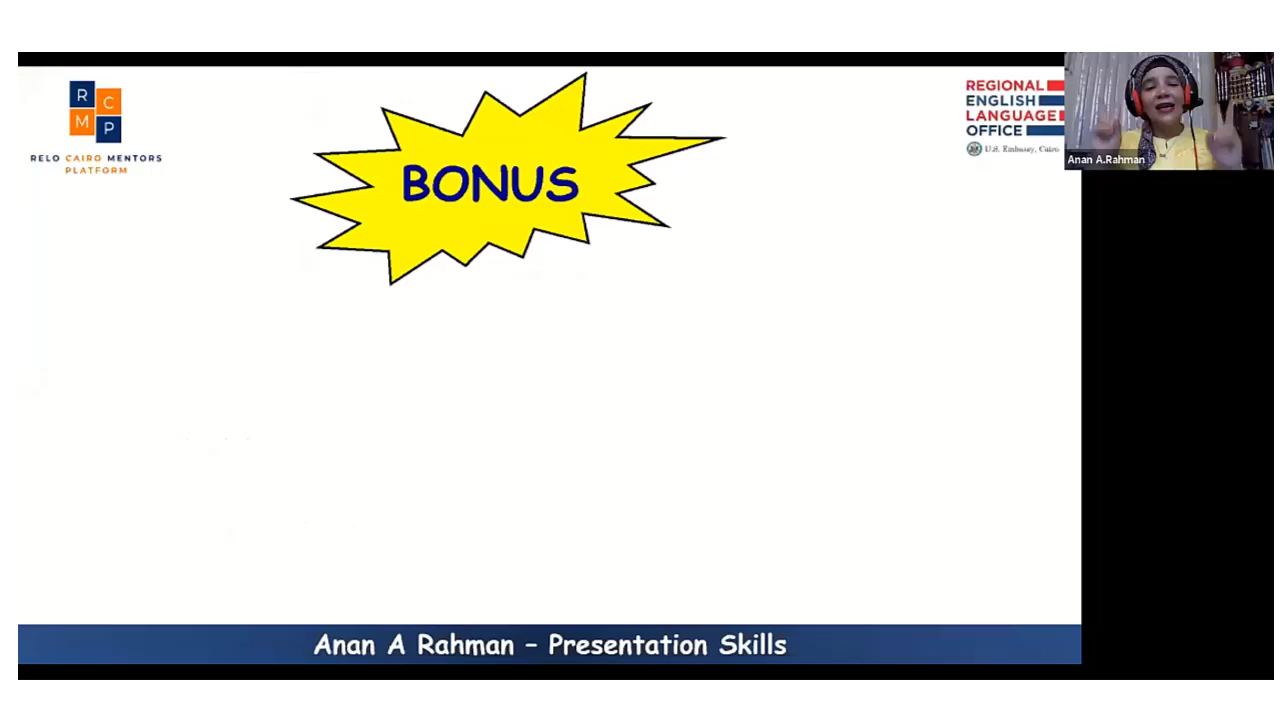 R
C
M
P
RELO CAIRO MENTORS
PLATFORM
BONUS
REGIONAL
ENGLISH
LANGUAGE
OFFICE
U.S. Embassy, Cairo
Anan A.Rahman
Anan A Rahman – Presentation Skills